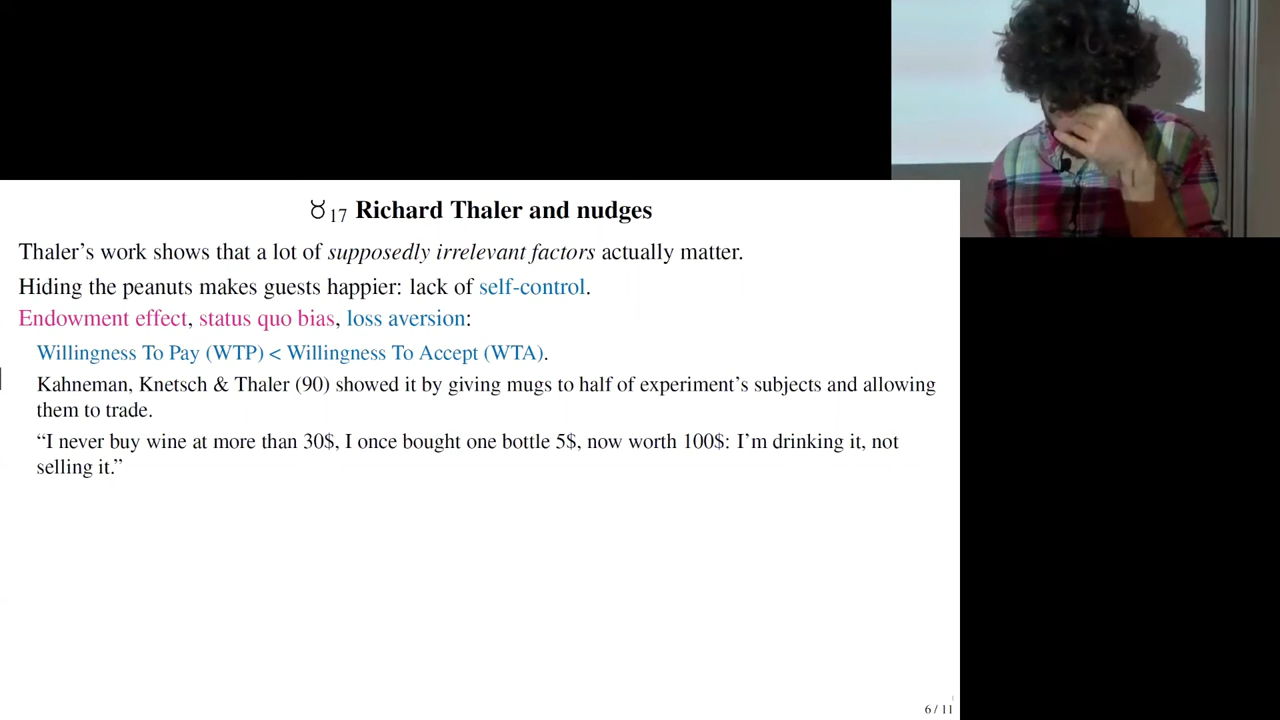 ♉17 Richard Thaler and nudges
Thaler's work shows that a lot of supposedly irrelevant factors actually matter.
Hiding the peanuts makes guests happier: lack of self-control.
Endowment effect, status quo bias, loss aversion:
Willingness To Pay (WTP) < Willingness To Accept (WTA).
Kahneman, Knetsch & Thaler (90) showed it by giving mugs to half of experiment's subjects and allowing
them to trade.
“I never buy wine at more than 30$, I once bought one bottle 5$, now worth 100$: I'm drinking it, not
selling it.”
6 / 11